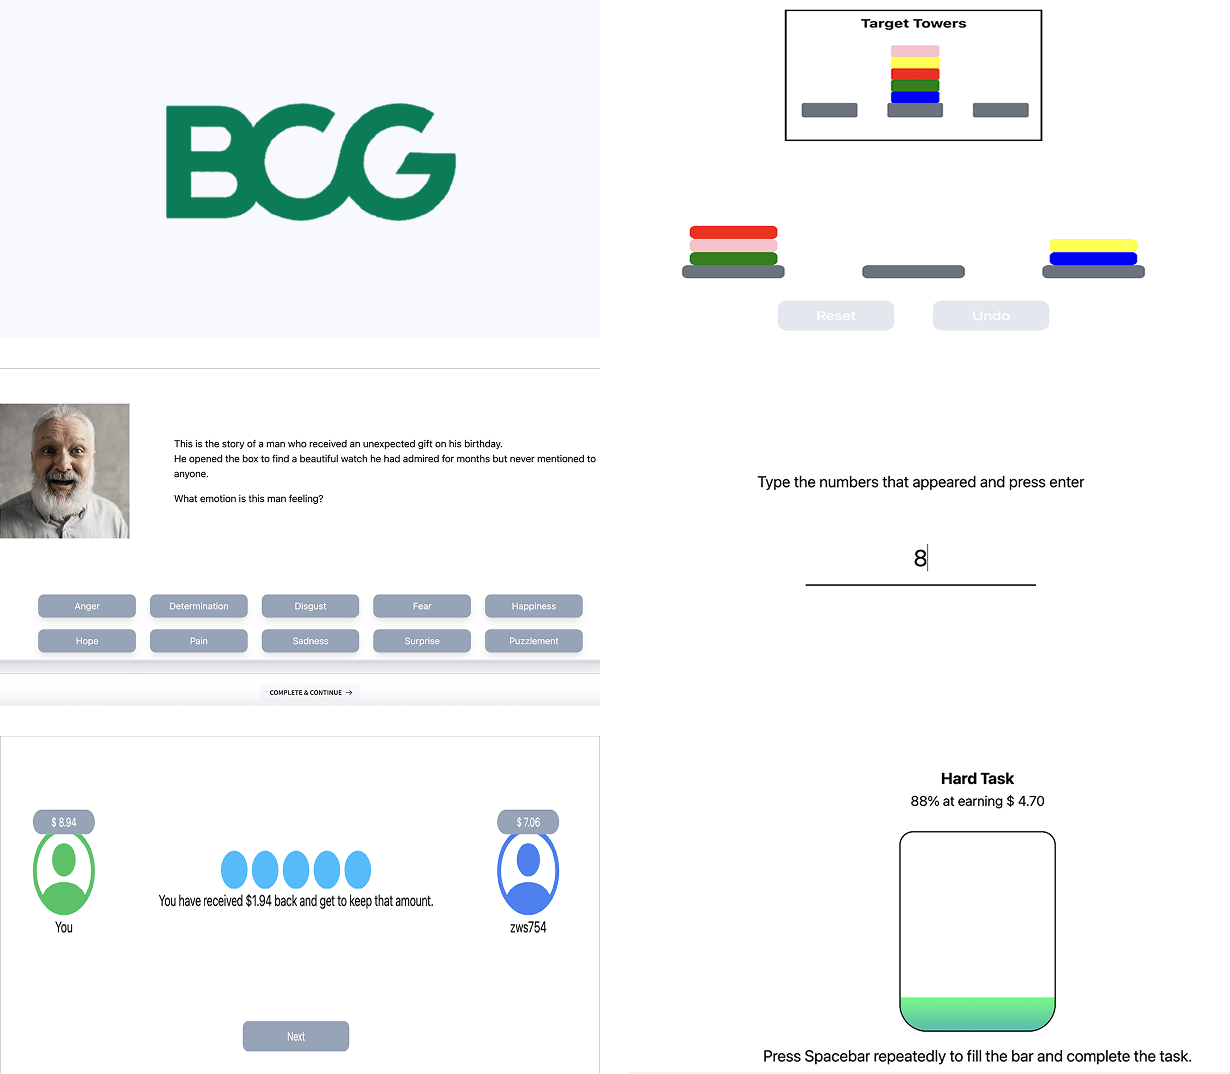 BCG
Target Towers
Reset
Undo
This is the story of a man who received an unexpected gift on his birthday.
He opened the box to find a beautiful watch he had admired for months but never mentioned to
anyone.
What emotion is this man feeling?
Anger
Determination
Disgust
Fear
Happiness
Hope
Pain
Sadness
Surprise
Puzzlement
COMPLETE & CONTINUE →
Type the numbers that appeared and press enter
8
$ 8.94
$ 7.06
You have received $1.94 back and get to keep that amount.
You
zws754
Next
Hard Task
88% at earning $ 4.70
Press Spacebar repeatedly to fill the bar and complete the task.